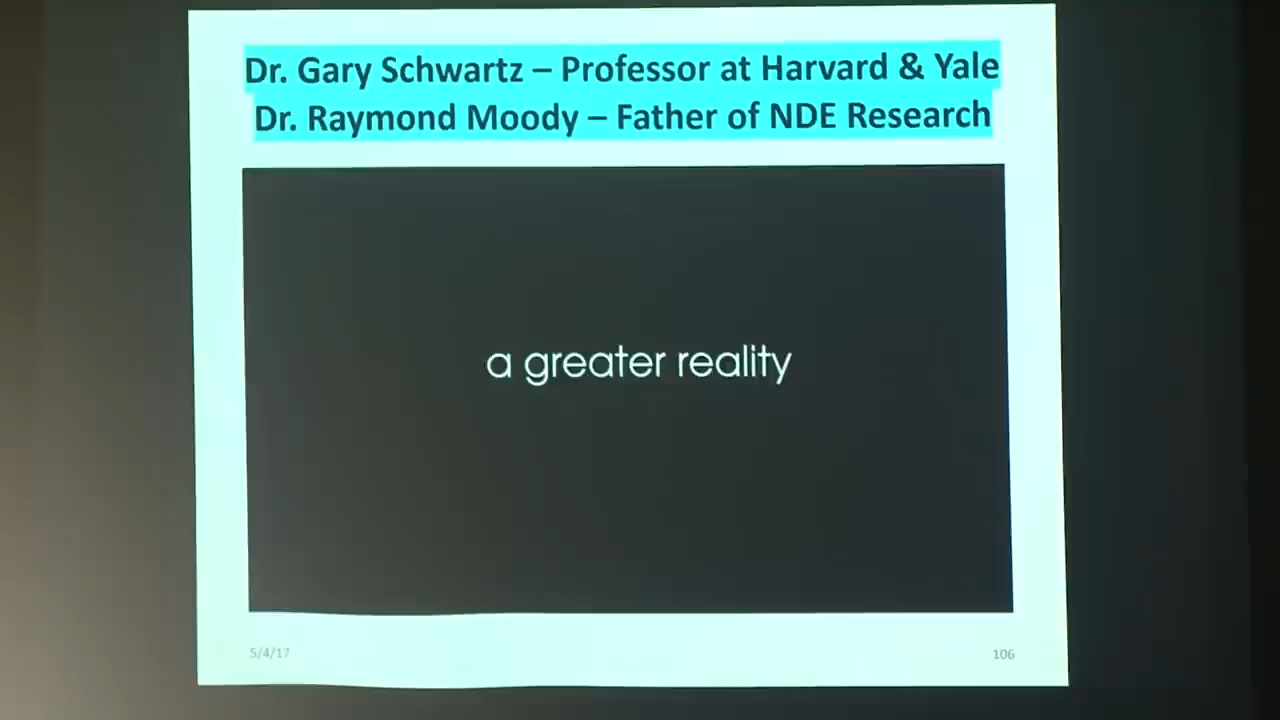 Dr. Gary Schwartz – Professor at Harvard & Yale
Dr. Raymond Moody – Father of NDE Research
a greater reality
5/4/17
106